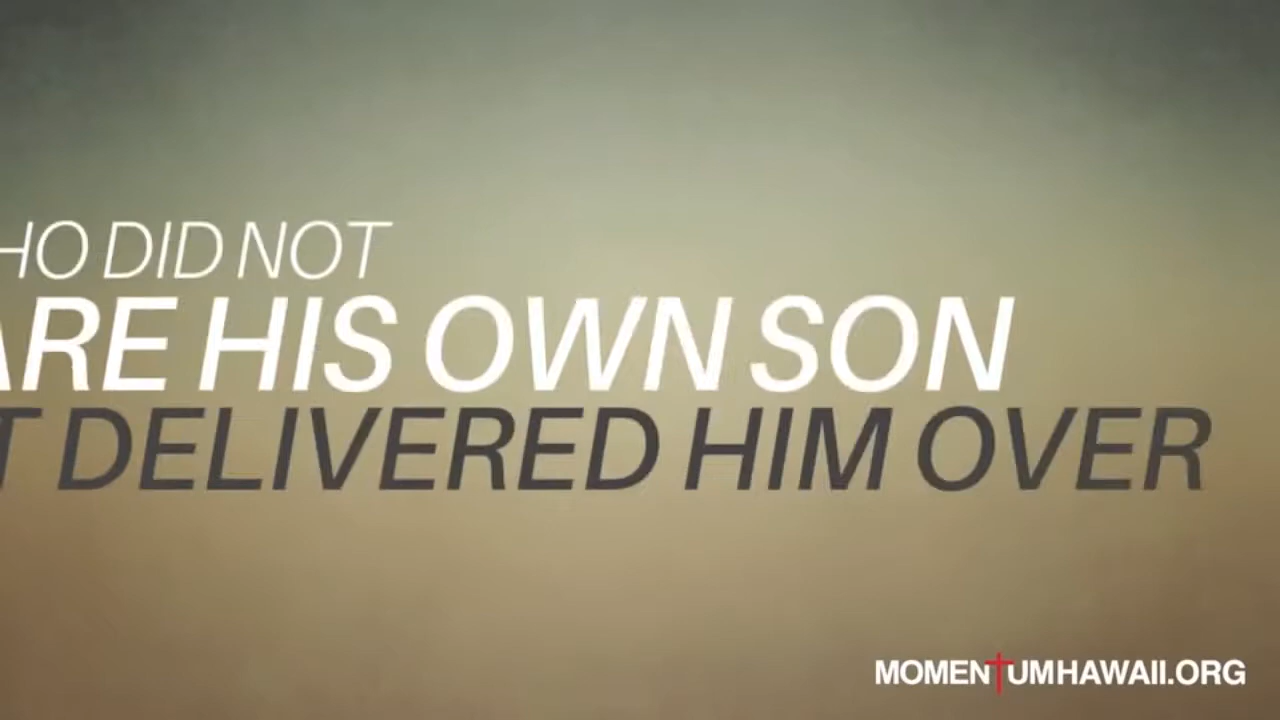 HO DID NOT
ARE HIS OWN SON
T DELIVERED HIM OVER
MOMENTUMHAWAII.ORG